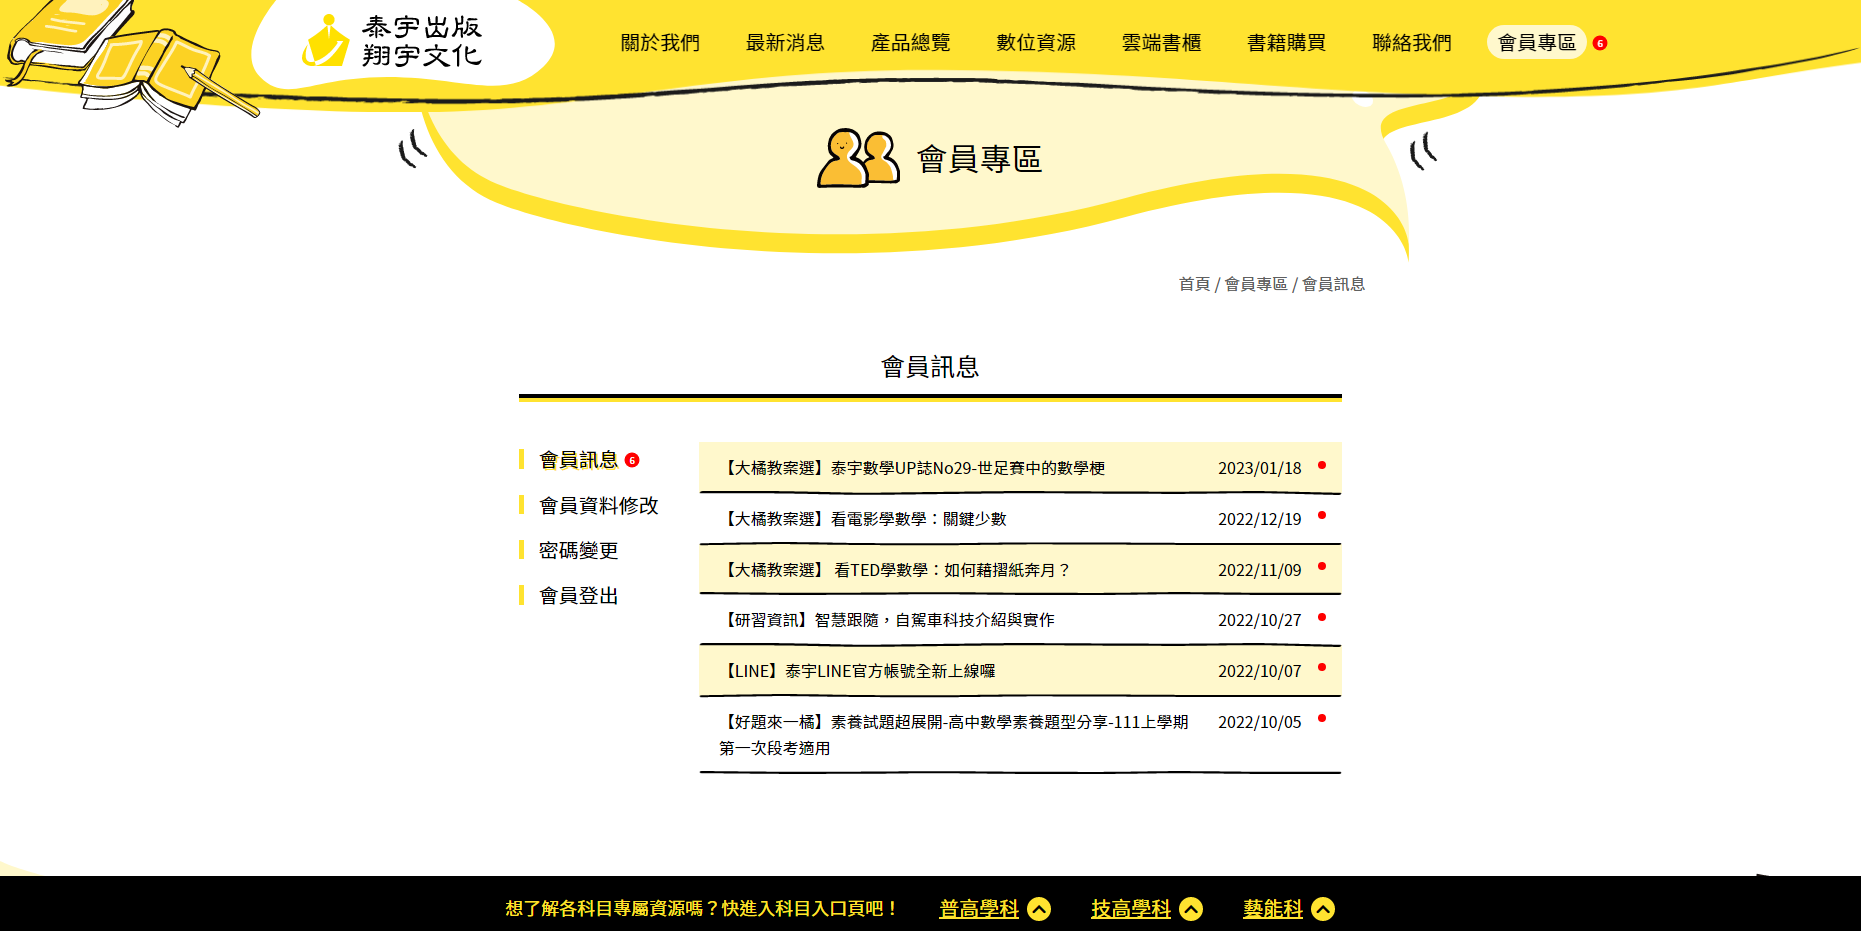 泰宇出版
翔宇文化
關於我們
最新消息
產品總覽
數位資源
雲端書櫃
書籍購買
聯絡我們
會員專區 6
會員專區
首頁 / 會員專區 / 會員訊息
會員訊息
會員訊息 6
會員資料修改
密碼變更
會員登出
【大橘教案選】泰宇數學UP誌No29-世足賽中的數學梗 2023/01/18
【大橘教案選】看電影學數學：關鍵少數 2022/12/19
【大橘教案選】 看TED學數學：如何藉摺紙奔月？ 2022/11/09
【研習資訊】智慧跟隨，自駕車科技介紹與實作 2022/10/27
【LINE】泰宇LINE官方帳號全新上線囉 2022/10/07
【好題來一橘】素養試題超展開-高中數學素養題型分享-111上學期 2022/10/05
第一次段考適用
想了解各科目專屬資源嗎？快進入科目入口頁吧！ 普高學科 技高學科 藝能科